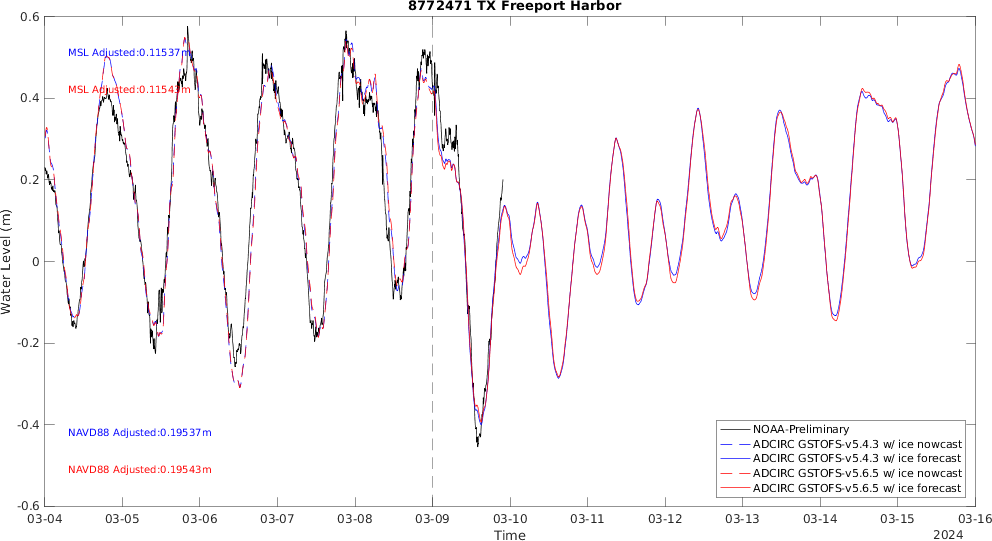 8772471 TX Freeport Harbor
0.6
0.4
0.2
0
-0.2
-0.4
-0.6
Water Level (m)
MSL Adjusted:0.11537m
MSL Adjusted:0.11543m
NAVD88 Adjusted:0.19537m
NAVD88 Adjusted:0.19543m
NOAA-Preliminary
ADCIRC GSTOFS-v5.4.3 w/ ice nowcast
ADCIRC GSTOFS-v5.4.3 w/ ice forecast
ADCIRC GSTOFS-v5.6.5 w/ ice nowcast
ADCIRC GSTOFS-v5.6.5 w/ ice forecast
03-04 03-05 03-06 03-07 03-08 03-09 03-10 03-11 03-12 03-13 03-14 03-15 03-16
Time
2024